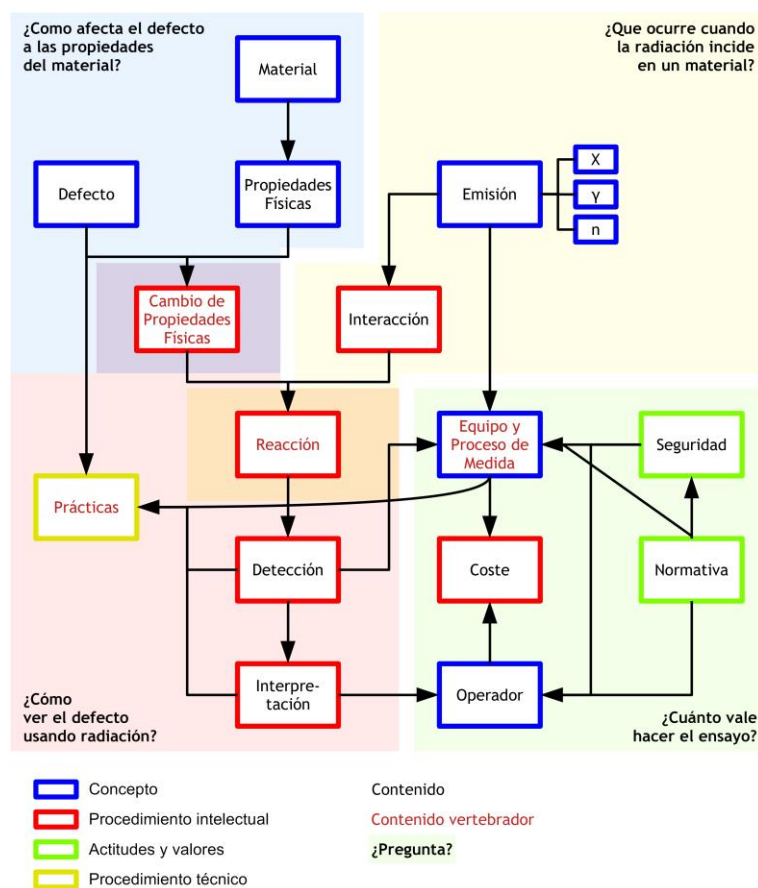 ¿Como afecta el defecto
a las propiedades
del material?
¿Que ocurre cuando
la radiación incide
en un material?
Material
Defecto
Propiedades
Físicas
Emisión
X
γ
n
Cambio de
Propiedades
Físicas
Interacción
Reacción
Equipo y
Proceso de
Medida
Seguridad
Prácticas
Detección
Coste
Normativa
Interpre-
tación
Operador
¿Cómo
ver el defecto
usando radiación?
¿Cuánto vale
hacer el ensayo?
Concepto
Contenido
Procedimiento intelectual
Contenido vertebrador
Actitudes y valores
¿Pregunta?
Procedimiento técnico